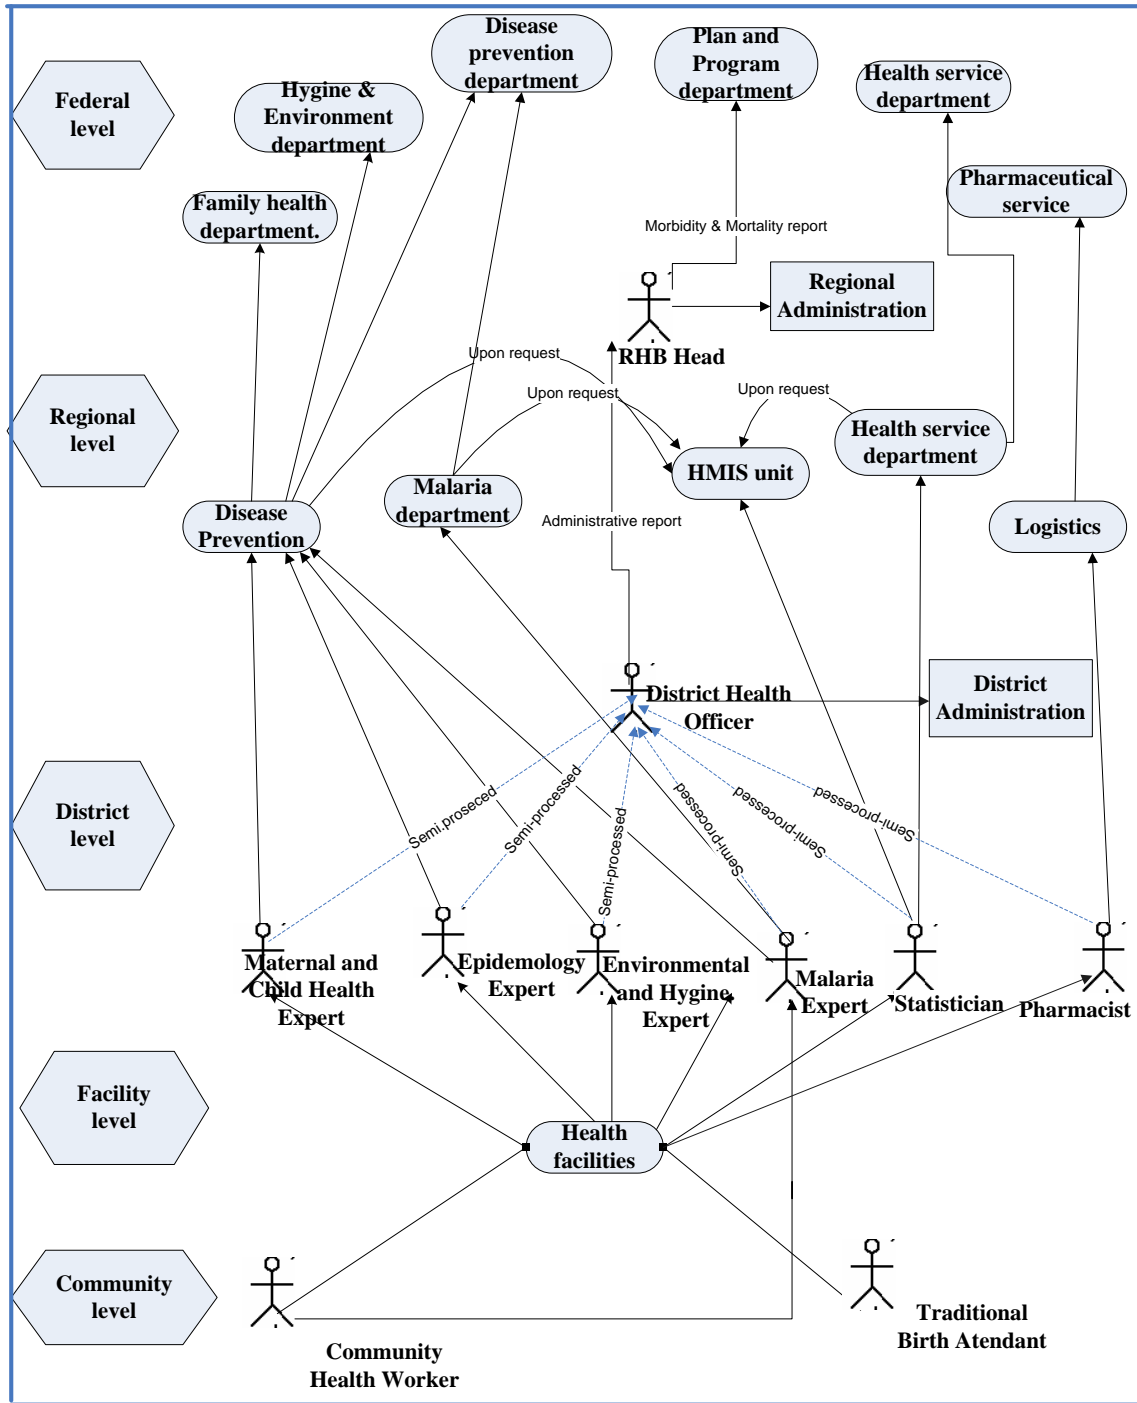 Disease
prevention
department
Plan and
Program
department
Health service
department
Federal
level
Hygine &
Environment
department
Pharmaceutical
service
Family health
department.
Morbidity & Mortality report
Regional
Administration
RHB Head
Upon request
Upon request
Upon request
Regional
level
Health service
department
HMIS unit
Malaria
department
Disease
Prevention
Administrative report
Logistics
District Health
Officer
District
Administration
District
level
Semi.proseced
Semi-processed
Semi-processed
Semi-processed
Semi-processed
Semi-processed
Maternal and
Child Health
Expert
Epidemology
Expert
Environmental
and Hygine
Expert
Malaria
Expert
Statistician
Pharmacist
Facility
level
Health
facilities
Community
level
Community
Health Worker
Traditional
Birth Atendant